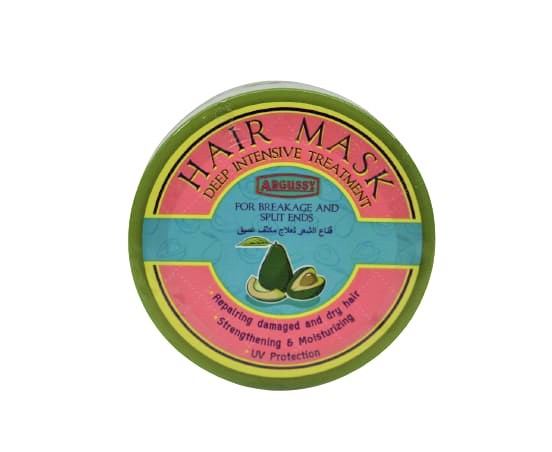 HAIR MASK
DEEP INTENSIVE TREATMENT
ARGUSSY
FOR BREAKAGE AND
SPLIT ENDS
قناع الشعر لعلاج مكثف عميق
• Repairing damaged and dry hair
• Strengthening & Moisturizing
• UV Protection